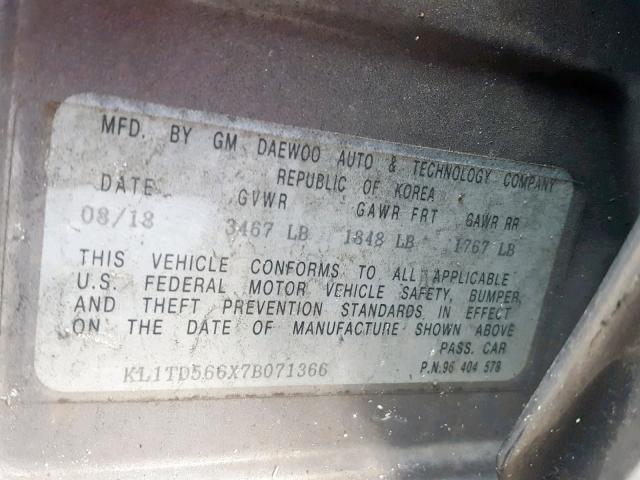 MFD. BY GM DAEWOO AUTO & TECHNOLOGY COMPANY
REPUBLIC OF KOREA
DATE GVWR GAWR FRT GAWR RR
08/18 3467 LB 1848 LB 1767 LB
THIS VEHICLE CONFORMS TO ALL APPLICABLE
U.S. FEDERAL MOTOR VEHICLE SAFETY, BUMPER,
AND THEFT PREVENTION STANDARDS IN EFFECT
ON THE DATE OF MANUFACTURE SHOWN ABOVE
PASS. CAR
KL1TD566X7B071366 P.N.96 404 578